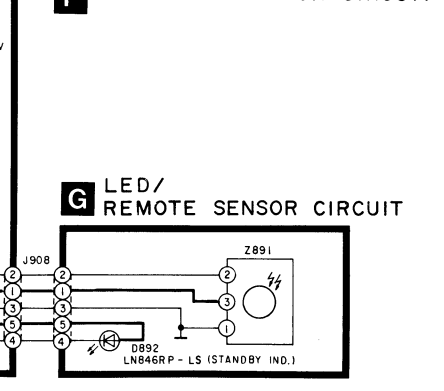 G LED/
REMOTE SENSOR CIRCUIT
J908
Z891
2 2 2
1 1 3
3 3 1
5 5
4 4
D892
LN846RP-LS (STANDBY IND.)